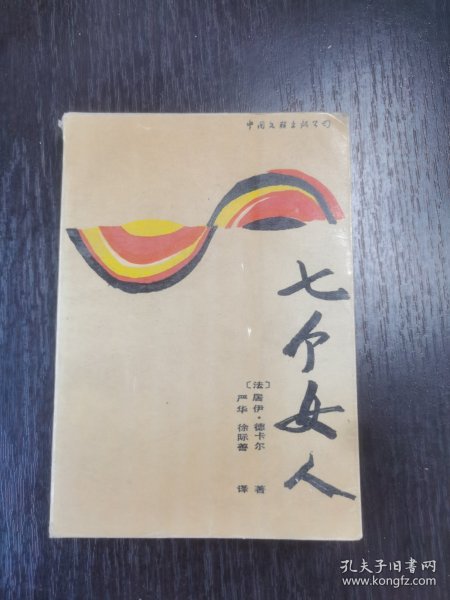 中国文联出版公司
七个女人
〔法〕居伊·德卡尔 著
严华 徐际善 译
孔夫子旧书网
www.kongfz.com